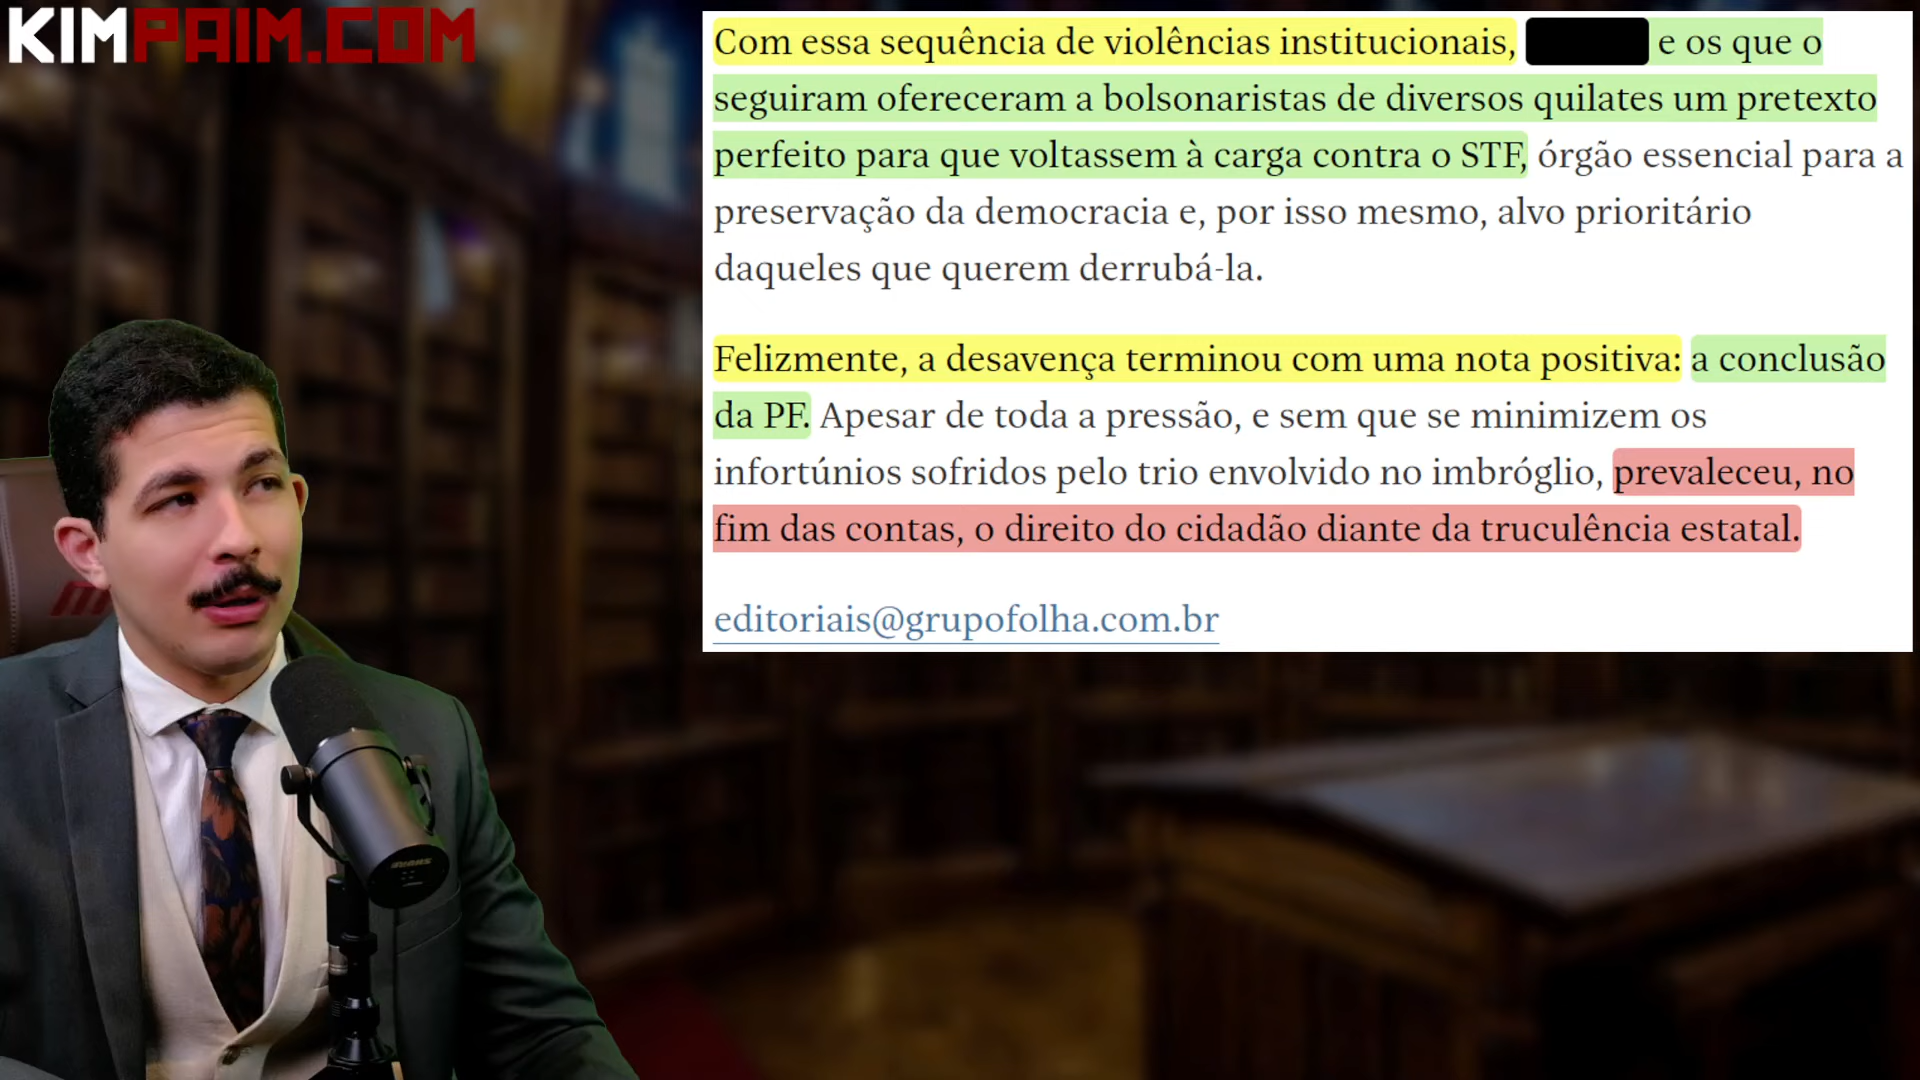 KIMPAIM.COM
Com essa sequência de violências institucionais, e os que o
seguiram ofereceram a bolsonaristas de diversos quilates um pretexto
perfeito para que voltassem à carga contra o STF, órgão essencial para a
preservação da democracia e, por isso mesmo, alvo prioritário
daqueles que querem derrubá-la.
Felizmente, a desavença terminou com uma nota positiva: a conclusão
da PF. Apesar de toda a pressão, e sem que se minimizem os
infortúnios sofridos pelo trio envolvido no imbróglio, prevaleceu, no
fim das contas, o direito do cidadão diante da truculência estatal.
editoriais@grupofolha.com.br